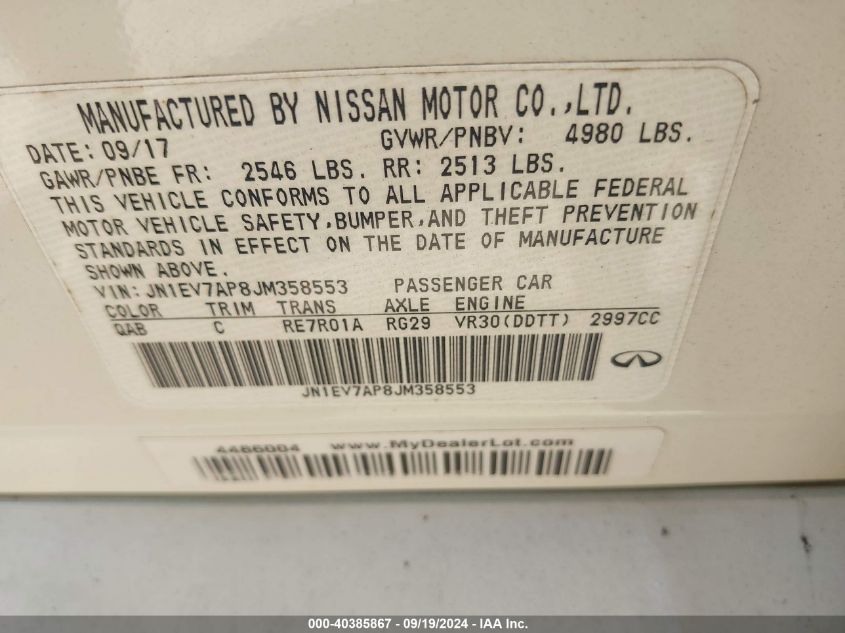 MANUFACTURED BY NISSAN MOTOR CO.,LTD.
DATE: 09/17 GVWR/PNBV: 4980 LBS.
GAWR/PNBE FR: 2546 LBS. RR: 2513 LBS.
THIS VEHICLE CONFORMS TO ALL APPLICABLE FEDERAL
MOTOR VEHICLE SAFETY,BUMPER,AND THEFT PREVENTION
STANDARDS IN EFFECT ON THE DATE OF MANUFACTURE
SHOWN ABOVE.
VIN: JN1EV7AP8JM358553 PASSENGER CAR
COLOR TRIM TRANS AXLE ENGINE
QAB C RE7R01A RG29 VR30(DDTT) 2997CC
JN1EV7AP8JM358553
4466004 www.MyDealerLot.com
000-40385867 - 09/19/2024 - IAA Inc.